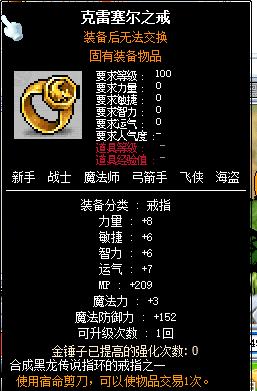 克雷塞尔之戒
装备后无法交换
固有装备物品
要求等级 : 100
要求力量 : 0
要求敏捷 : 0
要求智力 : 0
要求运气 : 0
要求人气度 : -
道具等级 : -
道具经验值 : -
新手 战士 魔法师 弓箭手 飞侠 海盗
装备分类 : 戒指
力量 : +8
敏捷 : +6
智力 : +6
运气 : +7
MP : +209
魔法力 : +3
魔法防御力 : +152
可升级次数 : 1回
金锤子已提高的强化次数: 0
合成黑龙传说指环的戒指之一
使用宿命剪刀，可以使物品交易1次。